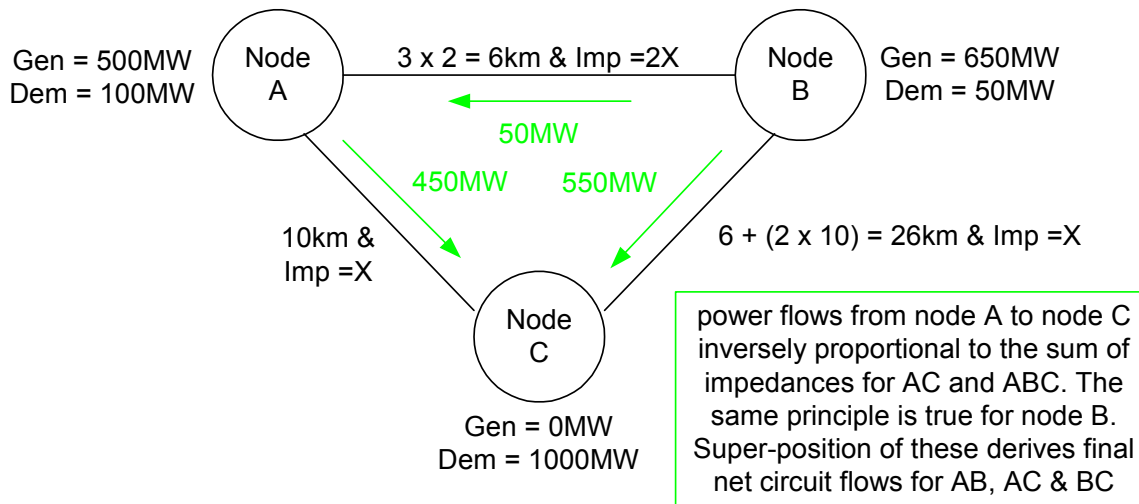 Gen = 500MW
Dem = 100MW
Node
A
3 x 2 = 6km & Imp =2X
Node
B
Gen = 650MW
Dem = 50MW
50MW
450MW
550MW
10km &
Imp =X
6 + (2 x 10) = 26km & Imp =X
Node
C
Gen = 0MW
Dem = 1000MW
power flows from node A to node C
inversely proportional to the sum of
impedances for AC and ABC. The
same principle is true for node B.
Super-position of these derives final
net circuit flows for AB, AC & BC